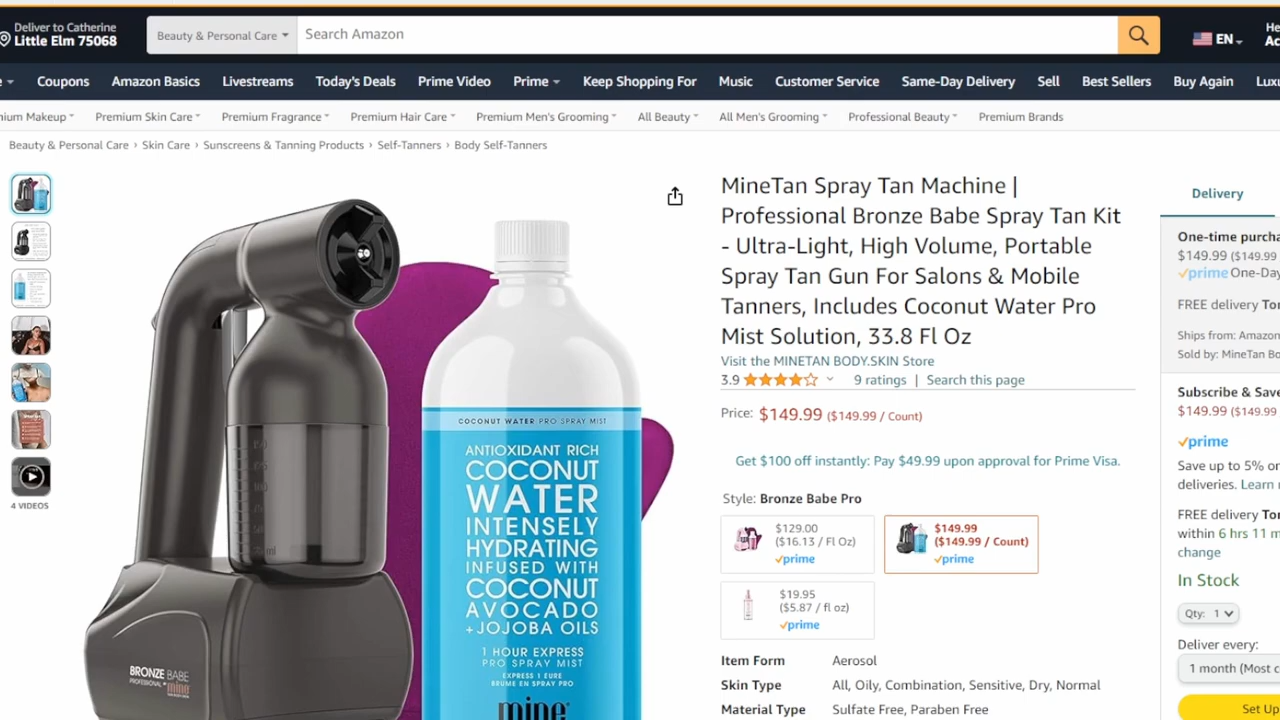 Deliver to Catherine
Little Elm 75068
Beauty & Personal Care
Search Amazon
EN
Coupons
Amazon Basics
Livestreams
Today's Deals
Prime Video
Prime
Keep Shopping For
Music
Customer Service
Same-Day Delivery
Sell
Best Sellers
Buy Again
Makeup
Premium Skin Care
Premium Fragrance
Premium Hair Care
Premium Men's Grooming
All Beauty
All Men's Grooming
Professional Beauty
Premium Brands
Beauty & Personal Care › Skin Care › Sunscreens & Tanning Products › Self-Tanners › Body Self-Tanners
4 VIDEOS
BRONZE BABE
PROFESSIONAL BY mine
COCONUT WATER PRO SPRAY MIST
ANTIOXIDANT RICH
COCONUT
WATER
INTENSELY
HYDRATING
INFUSED WITH
COCONUT
AVOCADO
+JOJOBA OILS
1 HOUR EXPRESS
PRO SPRAY MIST
EXPRESS 1 EURE
BRUME EN SPRAY PRO
mine
MineTan Spray Tan Machine |
Professional Bronze Babe Spray Tan Kit
- Ultra-Light, High Volume, Portable
Spray Tan Gun For Salons & Mobile
Tanners, Includes Coconut Water Pro
Mist Solution, 33.8 Fl Oz
Visit the MINETAN BODY.SKIN Store
3.9 9 ratings | Search this page
Price: $149.99 ($149.99 / Count)
Get $100 off instantly: Pay $49.99 upon approval for Prime Visa.
Style: Bronze Babe Pro
$129.00
($16.13 / Fl Oz)
prime
$149.99
($149.99 / Count)
prime
$19.95
($5.87 / fl oz)
prime
Item Form Aerosol
Skin Type All, Oily, Combination, Sensitive, Dry, Normal
Material Type Sulfate Free, Paraben Free
Delivery
One-time purcha
$149.99 ($149.99
prime One-Day
FREE delivery To
Ships from: Amazon
Sold by: MineTan Bo
Subscribe & Save
$149.99 ($149.99
prime
Save up to 5% on
deliveries. Learn
FREE delivery To
within 6 hrs 11 m
change
In Stock
Qty: 1
Deliver every:
1 month (Most c
Set Up